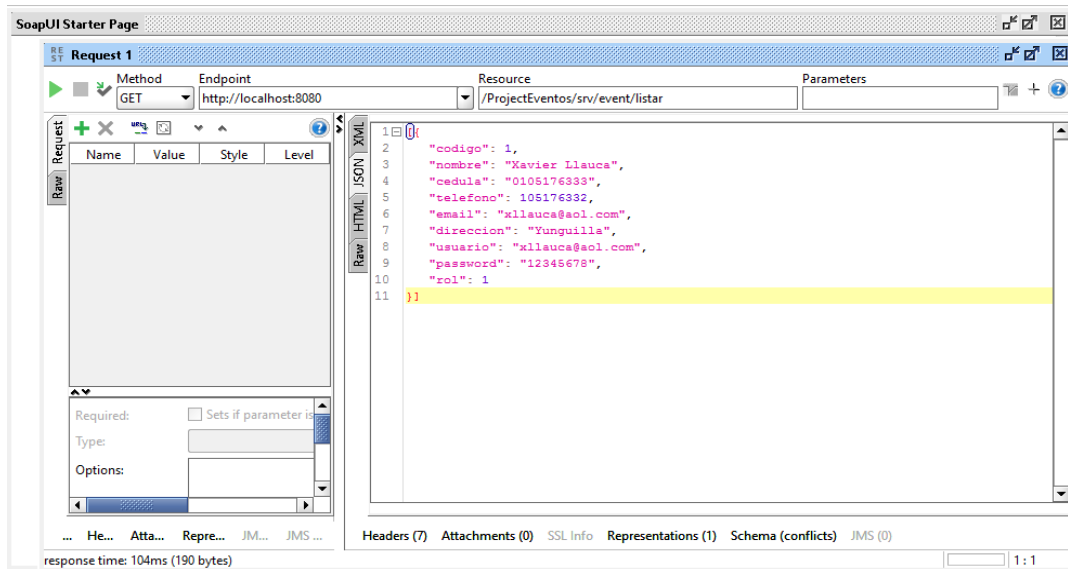 SoapUI Starter Page
REST Request 1
Method Endpoint Resource Parameters
GET http://localhost:8080 /ProjectEventos/srv/event/listar
Request
Raw
Name Value Style Level
Required: Sets if parameter is
Type:
Options:
... He... Atta... Repre... JM... JMS ...
XML
JSON
HTML
Raw
1 [{
2 "codigo": 1,
3 "nombre": "Xavier Llauca",
4 "cedula": "0105176333",
5 "telefono": 105176332,
6 "email": "xllauca@aol.com",
7 "direccion": "Yunguilla",
8 "usuario": "xllauca@aol.com",
9 "password": "12345678",
10 "rol": 1
11 }]
Headers (7) Attachments (0) SSL Info Representations (1) Schema (conflicts) JMS (0)
response time: 104ms (190 bytes) 1 : 1